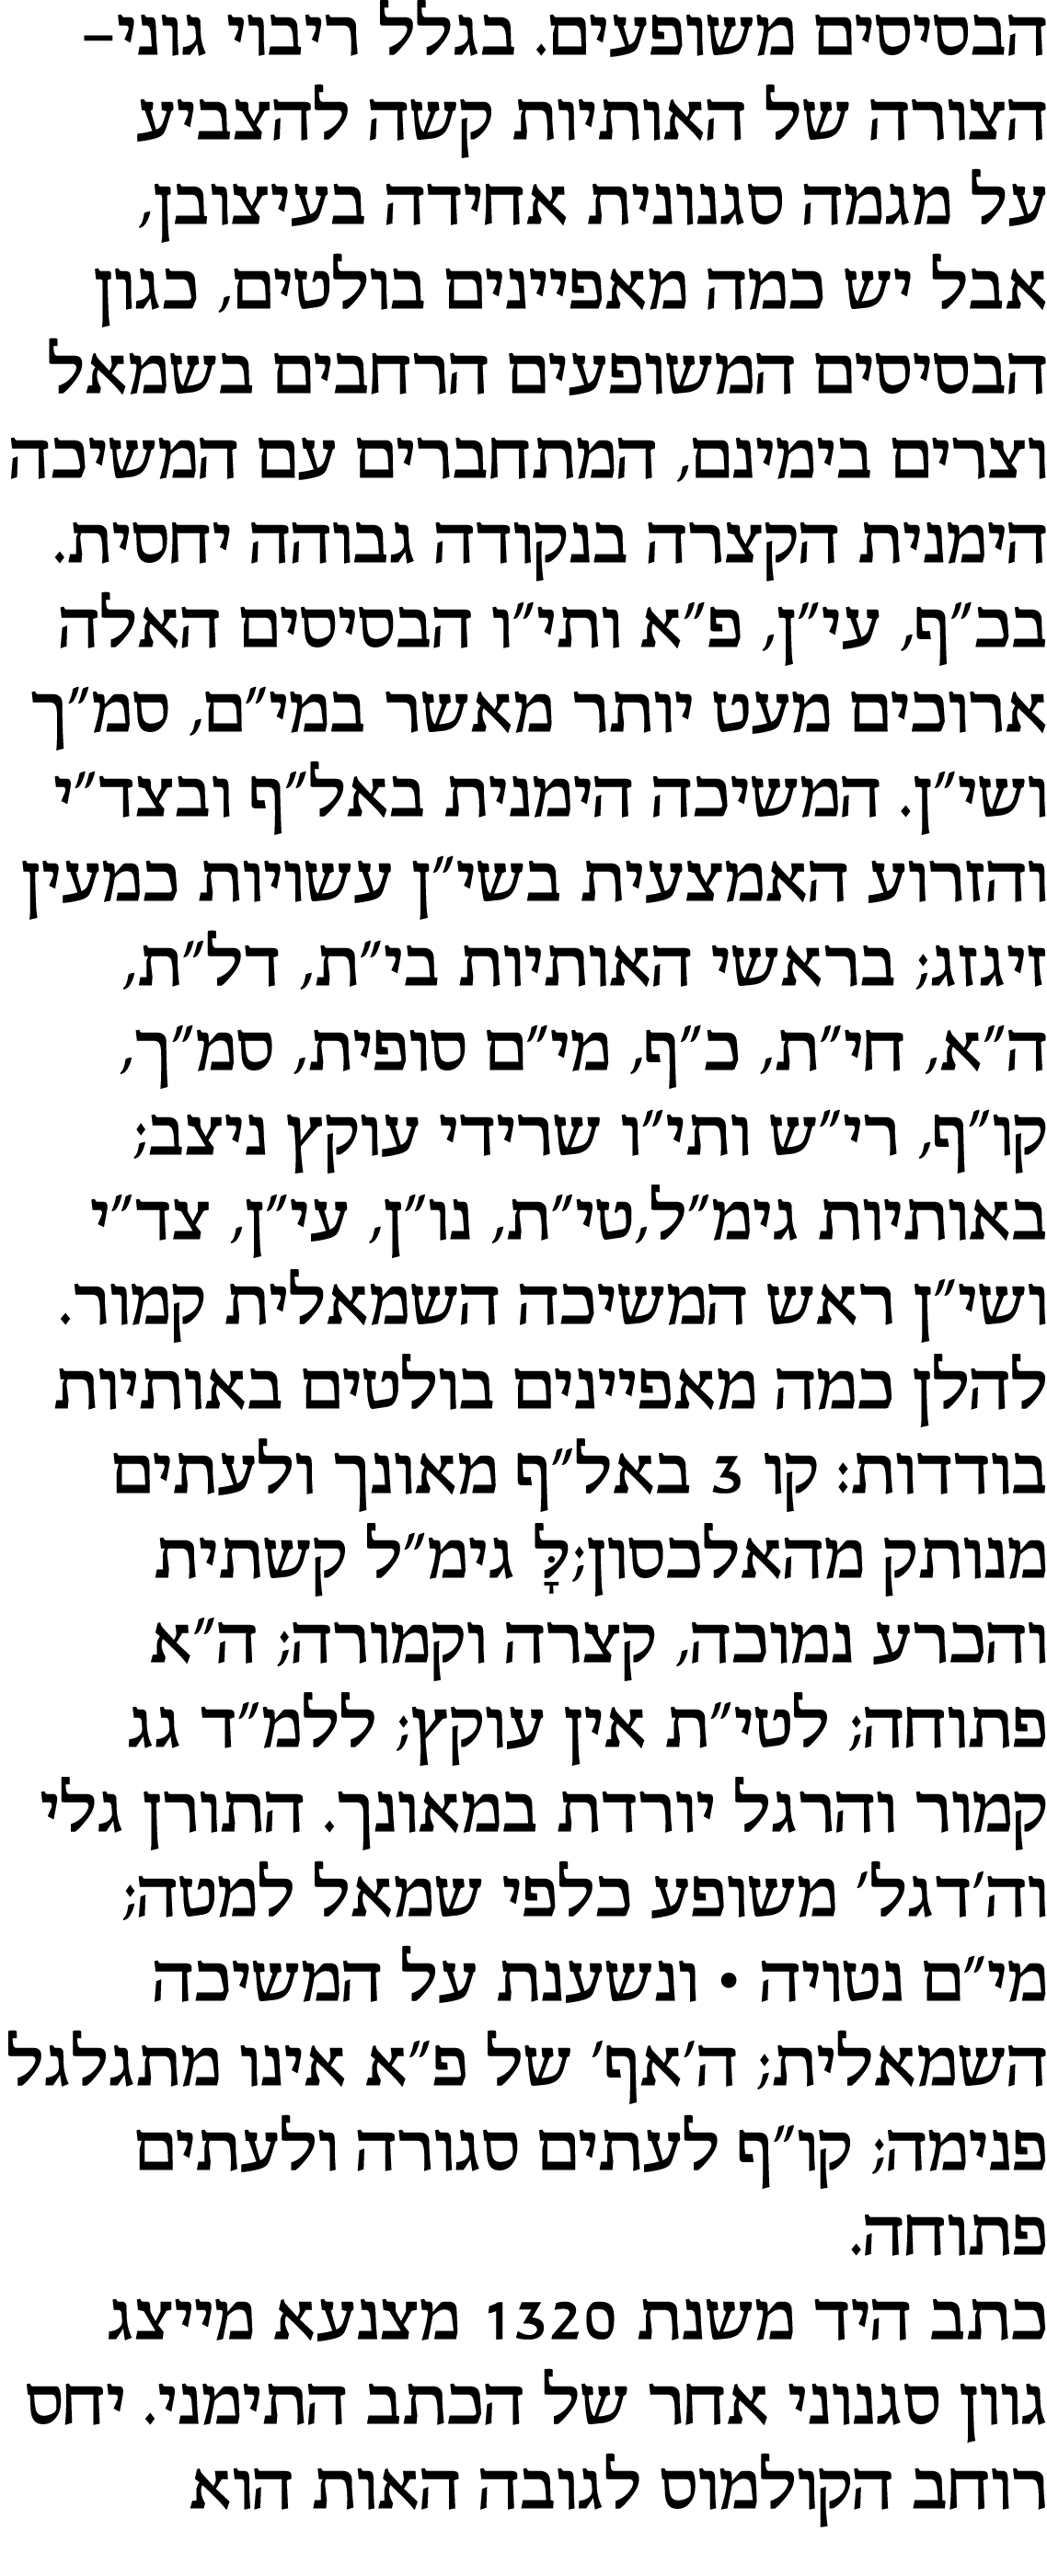 הבסיסים משופעים. בגלל ריבוי גוני–
הצורה של האותיות קשה להצביע
על מגמה סגנונית אחידה בעיצובן,
אבל יש כמה מאפיינים בולטים, כגון
הבסיסים המשופעים הרחבים בשמאל
וצרים בימינם, המתחברים עם המשיכה
הימנית הקצרה בנקודה גבוהה יחסית.
בכ״ף, עי״ן, פ״א ותי״ו הבסיסים האלה
ארוכים מעט יותר מאשר במי״ם, סמ״ך
ושי״ן. המשיכה הימנית באל״ף ובצד״י
והזרוע האמצעית בשי״ן עשויות כמעין
זיגזג; בראשי האותיות בי״ת, דל״ת,
ה״א, חי״ת, כ״ף, מי״ם סופית, סמ״ך,
קו״ף, רי״ש ותי״ו שרידי עוקץ ניצב;
באותיות גימ״ל,טי״ת, נו״ן, עי״ן, צד״י
ושי״ן ראש המשיכה השמאלית קמור.
להלן כמה מאפיינים בולטים באותיות
בודדות: קו 3 באל״ף מאונך ולעתים
מנותק מהאלכסון;לָּ גימ״ל קשתית
והכרע נמוכה, קצרה וקמורה; ה״א
פתוחה; לטי״ת אין עוקץ; ללמ״ד גג
קמור והרגל יורדת במאונך. התורן גלי
וה׳דגל׳ משופע כלפי שמאל למטה;
מי״ם נטויה • ונשענת על המשיכה
השמאלית; ה׳אף׳ של פ״א אינו מתגלגל
פנימה; קו״ף לעתים סגורה ולעתים
פתוחה.
כתב היד משנת 1320 מצנעא מייצג
גוון סגנוני אחר של הכתב התימני. יחס
רוחב הקולמוס לגובה האות הוא